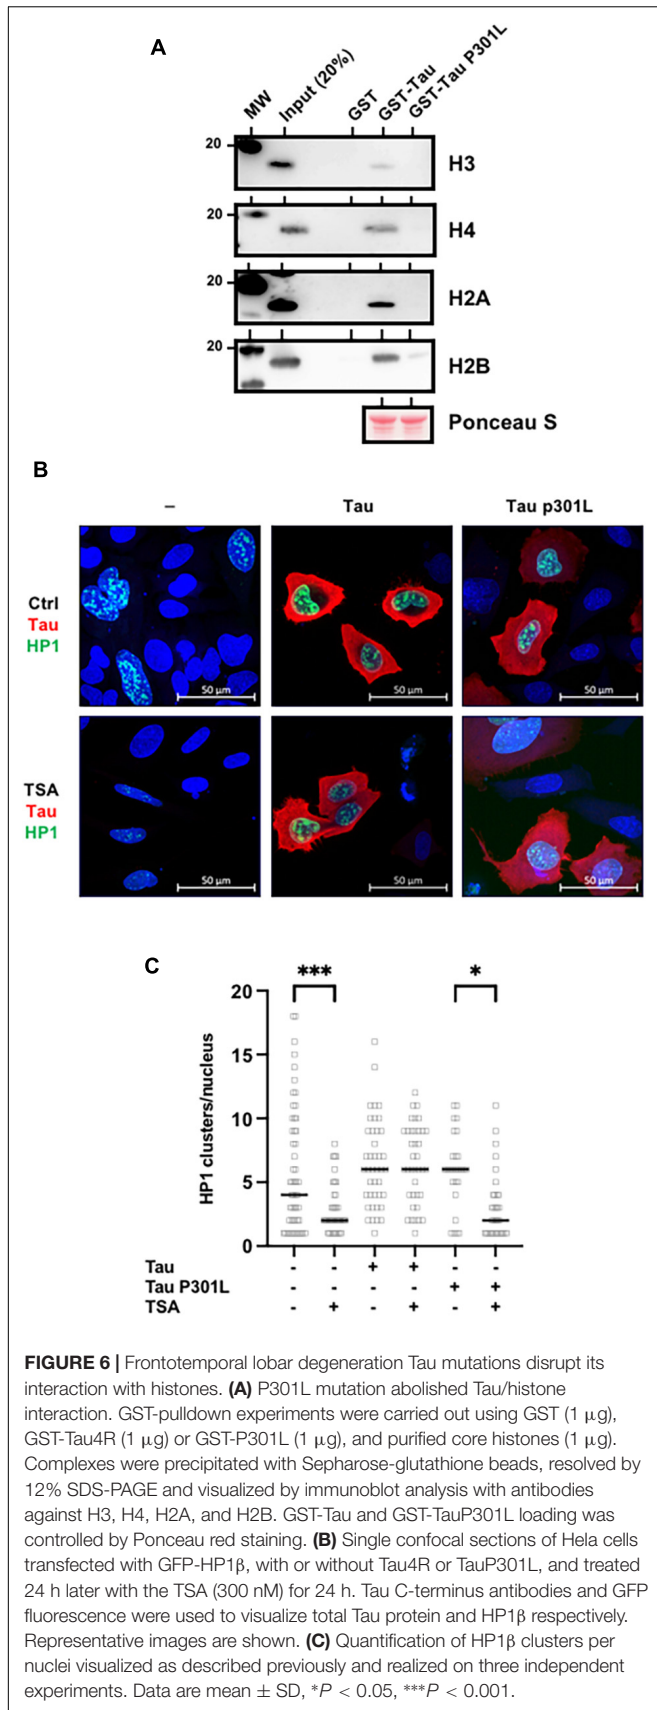 A
MW
Input (20%)
GST
GST-Tau
GST-Tau P301L
20
H3
20
H4
20
H2A
20
H2B
Ponceau S
B
–
Tau
Tau p301L
Ctrl
Tau
HP1
50 µm
50 µm
50 µm
TSA
Tau
HP1
50 µm
50 µm
50 µm
C
*** *
20
15
10
5
0
HP1 clusters/nucleus
Tau - - + + - -
Tau P301L - - - - + +
TSA - + - + - +
FIGURE 6 | Frontotemporal lobar degeneration Tau mutations disrupt its
interaction with histones. (A) P301L mutation abolished Tau/histone
interaction. GST-pulldown experiments were carried out using GST (1 µg),
GST-Tau4R (1 µg) or GST-P301L (1 µg), and purified core histones (1 µg).
Complexes were precipitated with Sepharose-glutathione beads, resolved by
12% SDS-PAGE and visualized by immunoblot analysis with antibodies
against H3, H4, H2A, and H2B. GST-Tau and GST-TauP301L loading was
controlled by Ponceau red staining. (B) Single confocal sections of Hela cells
transfected with GFP-HP1β, with or without Tau4R or TauP301L, and treated
24 h later with the TSA (300 nM) for 24 h. Tau C-terminus antibodies and GFP
fluorescence were used to visualize total Tau protein and HP1β respectively.
Representative images are shown. (C) Quantification of HP1β clusters per
nuclei visualized as described previously and realized on three independent
experiments. Data are mean ± SD, *P < 0.05, ***P < 0.001.